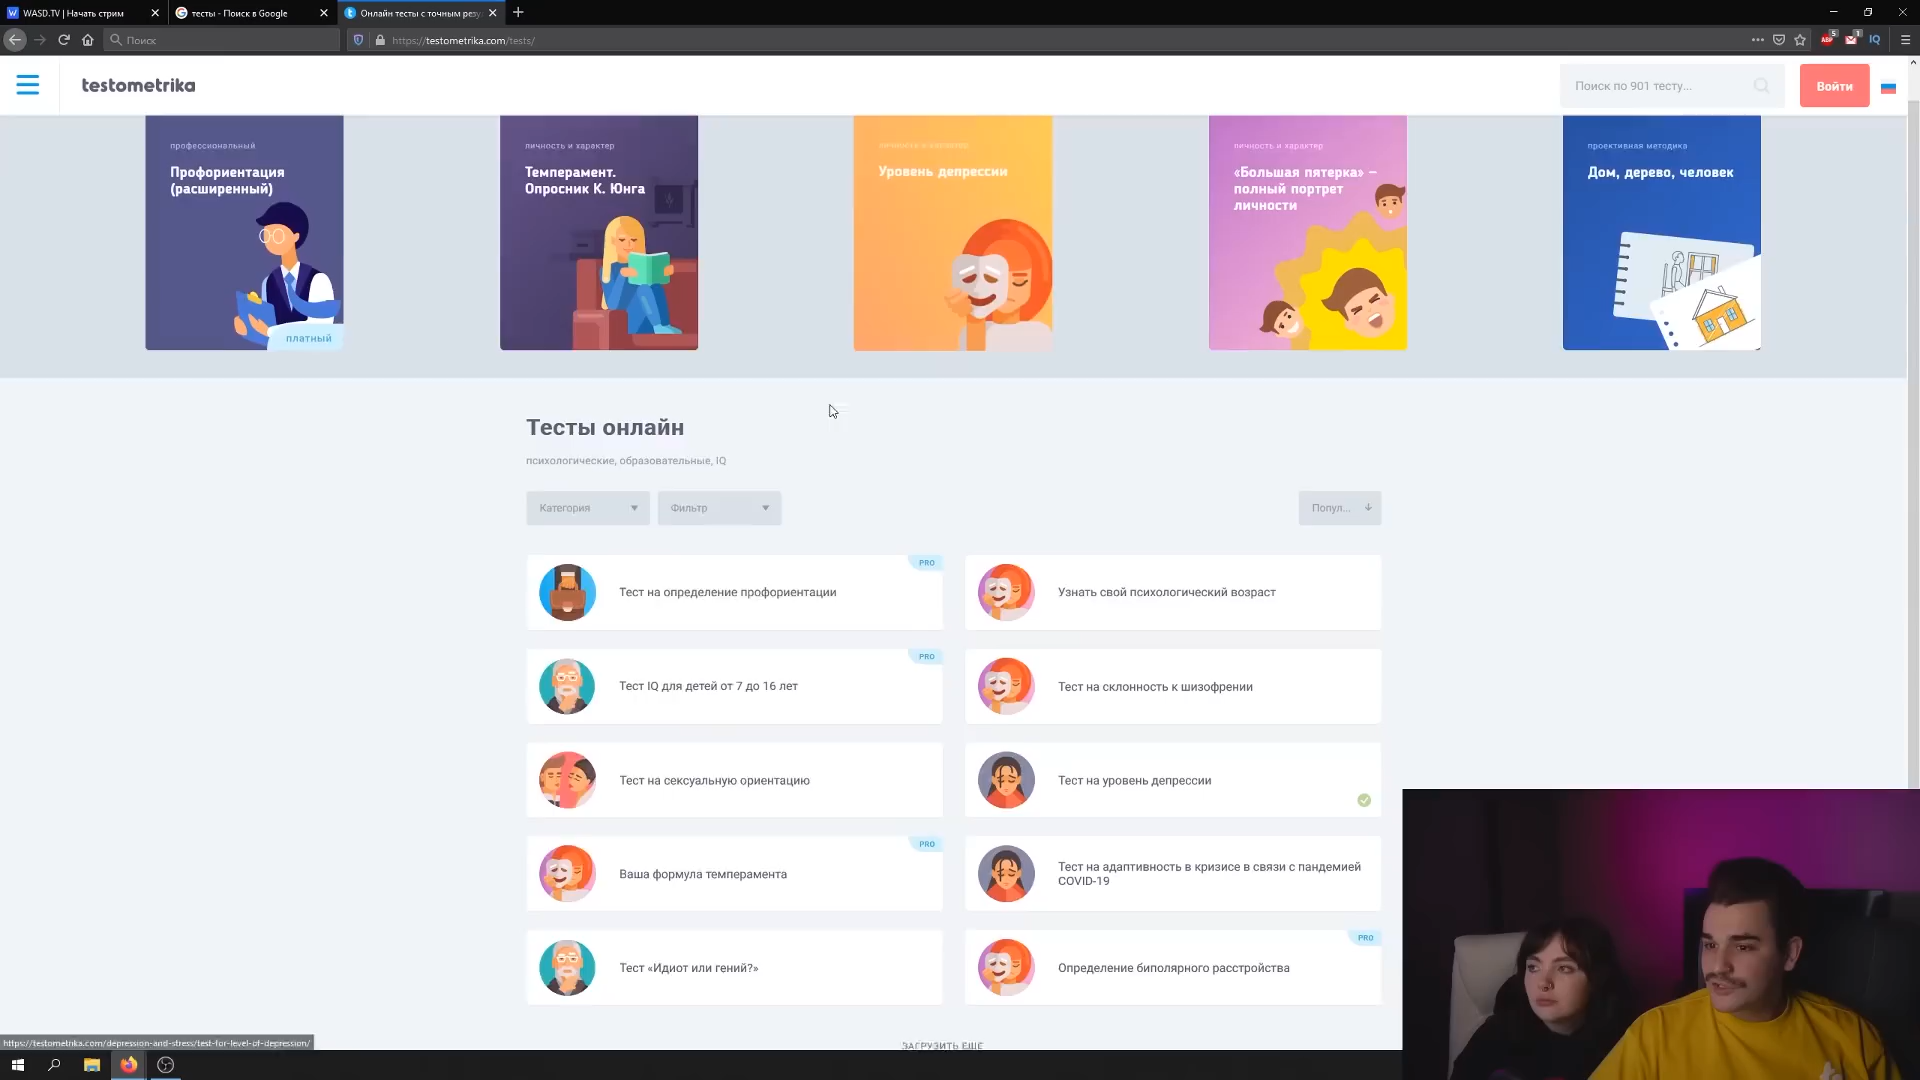 WASD.TV | Начать стрим
тесты - Поиск в Google
Онлайн тесты с точным резу
Поиск
https://testometrika.com/tests/
ABP
5
1
IQ
testometrika
Поиск по 901 тесту...
Войти
профессиональный
Профориентация
(расширенный)
платный
личность и характер
Темперамент.
Опросник К. Юнга
личность и характер
Уровень депрессии
личность и характер
«Большая пятерка» –
полный портрет
личности
проективная методика
Дом, дерево, человек
Тесты онлайн
психологические, образовательные, IQ
Категория
Фильтр
Попул...
PRO
Тест на определение профориентации
Узнать свой психологический возраст
PRO
Тест IQ для детей от 7 до 16 лет
Тест на склонность к шизофрении
Тест на сексуальную ориентацию
Тест на уровень депрессии
PRO
Ваша формула темперамента
Тест на адаптивность в кризисе в связи с пандемией
COVID-19
Тест «Идиот или гений?»
PRO
Определение биполярного расстройства
ЗАГРУЗИТЬ ЕЩЕ
https://testometrika.com/depression-and-stress/test-for-level-of-depression/